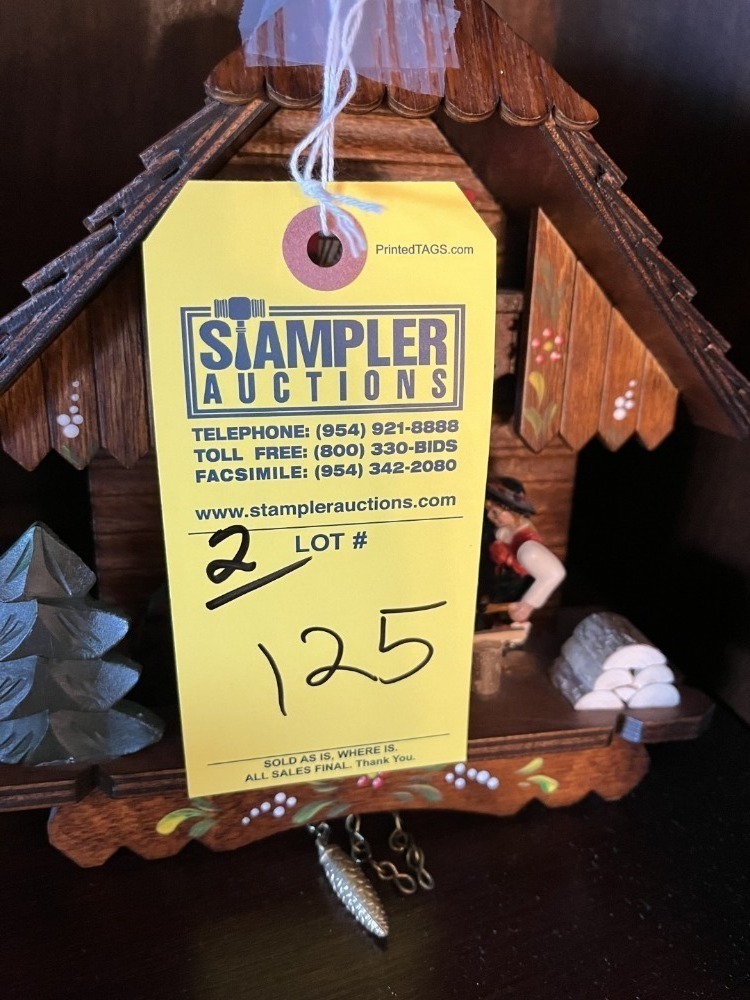 PrintedTAGS.com
STAMPLER
AUCTIONS
TELEPHONE: (954) 921-8888
TOLL FREE: (800) 330-BIDS
FACSIMILE: (954) 342-2080
www.stamplerauctions.com
2 LOT #
125
SOLD AS IS, WHERE IS.
ALL SALES FINAL. Thank You.